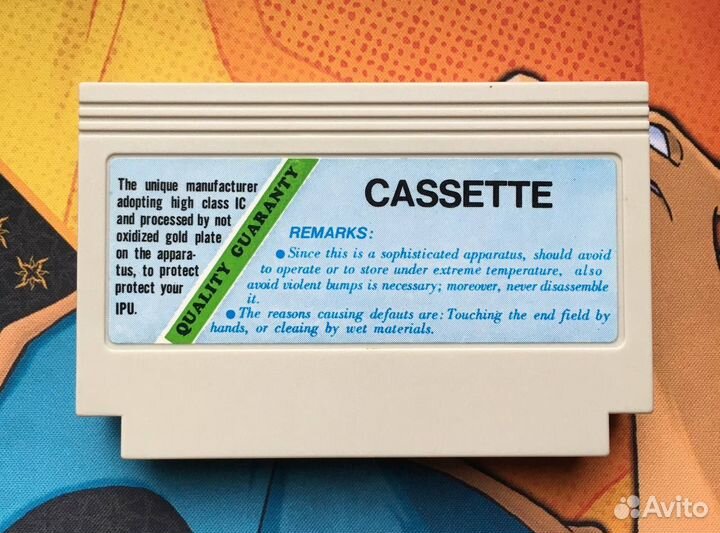 The unique manufacturer
adopting high class IC
and processed by not
oxidized gold plate
on the appara-
tus, to protect
protect your
IPU.
QUALITY GUARANTY
CASSETTE
REMARKS:
● Since this is a sophisticated apparatus, should avoid
to operate or to store under extreme temperature, also
avoid violent bumps is necessary; moreover, never disassemble
it.
● The reasons causing defauts are: Touching the end field by
hands, or cleaing by wet materials.
Avito